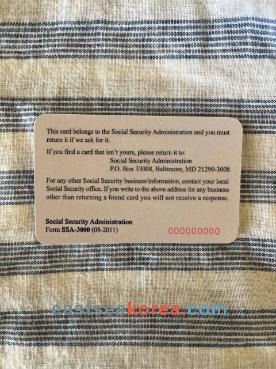 This card belongs to the Social Security Administration and you must
return it if we ask for it.
If you find a card that isn't yours, please return it to:
Social Security Administration
P.O. Box 33008, Baltimore, MD 21290-3008
For any other Social Security business/information, contact your local
Social Security office. If you write to the above address for any business
other than returning a found card you will not receive a response.
Social Security Administration
Form SSA-3000 (08-2011)
000000000
eastseakorea.com